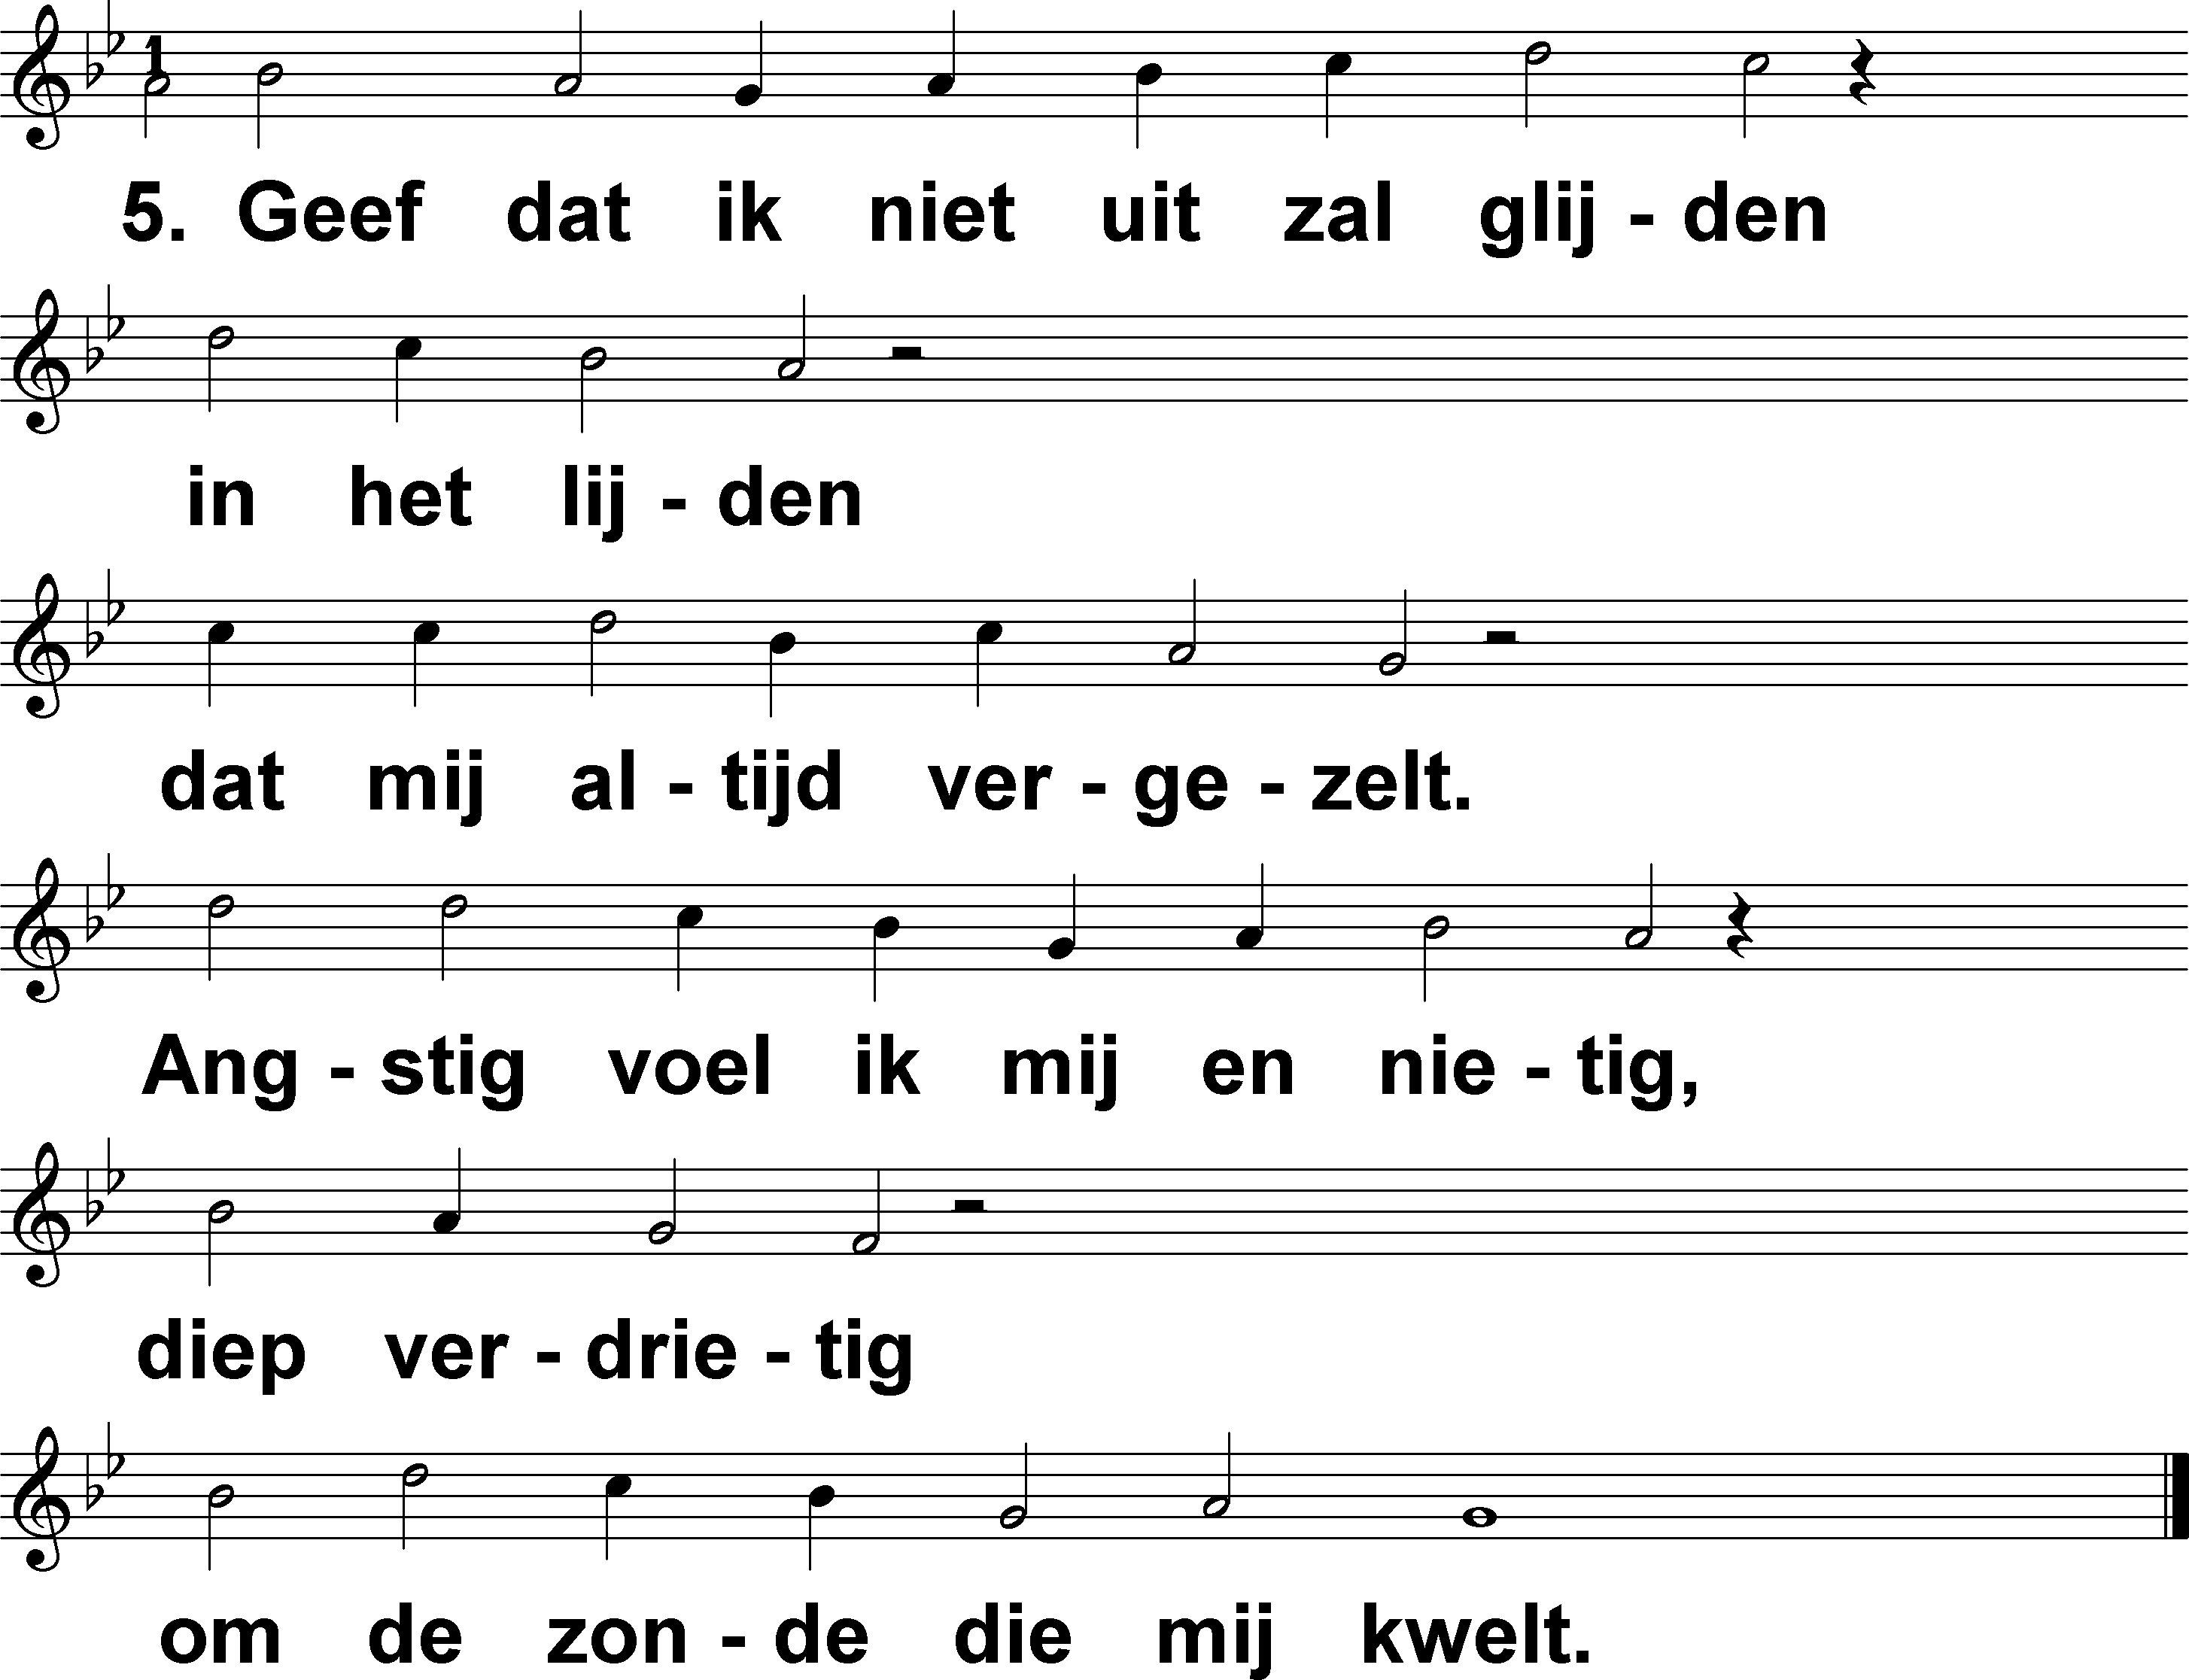 5. Geef dat ik niet uit zal glij - den
in het lij - den
dat mij al - tijd ver - ge - zelt.
Ang - stig voel ik mij en nie - tig,
diep ver - drie - tig
om de zon - de die mij kwelt.